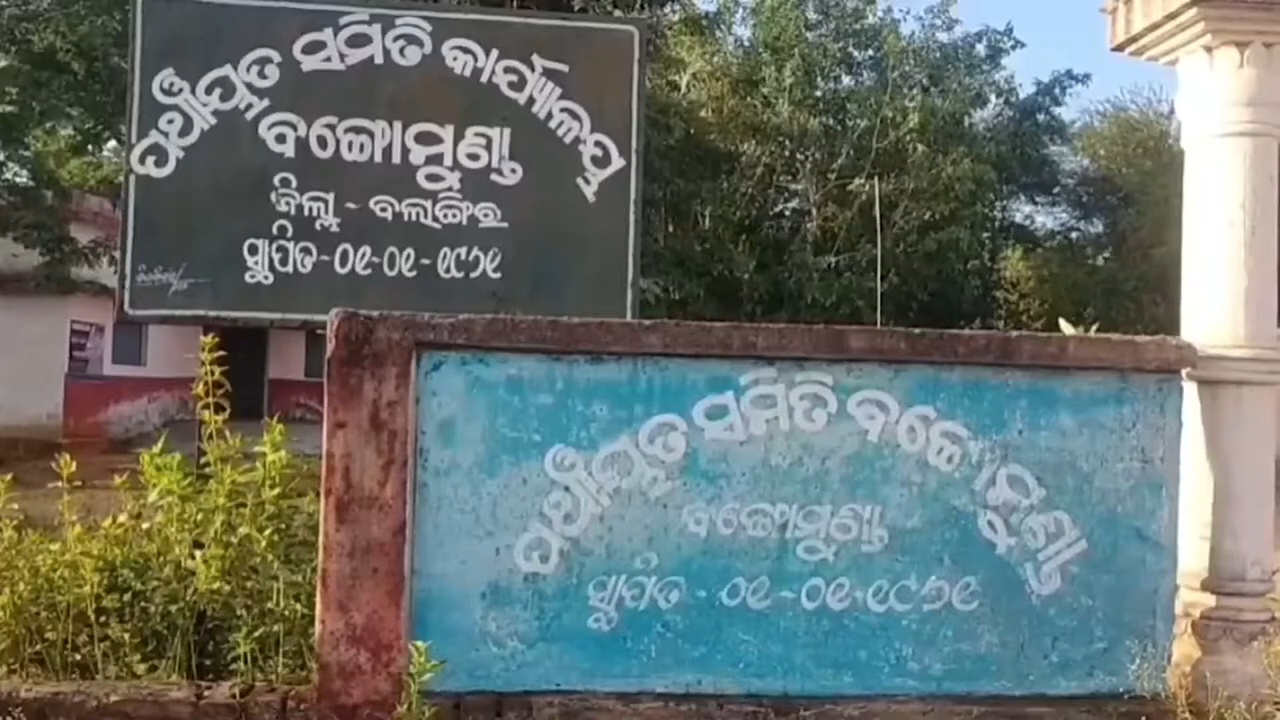 ପଞ୍ଚାୟତ ସମିତି କାର୍ଯ୍ୟାଳୟ
ବଙ୍ଗୋମୁଣ୍ଡା
ଜିଲ୍ଲା - ବଲାଙ୍ଗିର
ସ୍ଥାପିତ-୦୧-୦୧-୧୯୬୧
ପଞ୍ଚାୟତ ସମିତି ବଙ୍ଗୋମୁଣ୍ଡା
ବଙ୍ଗୋମୁଣ୍ଡା
ସ୍ଥାପିତ - ୦୧-୦୧-୧୯୬୧